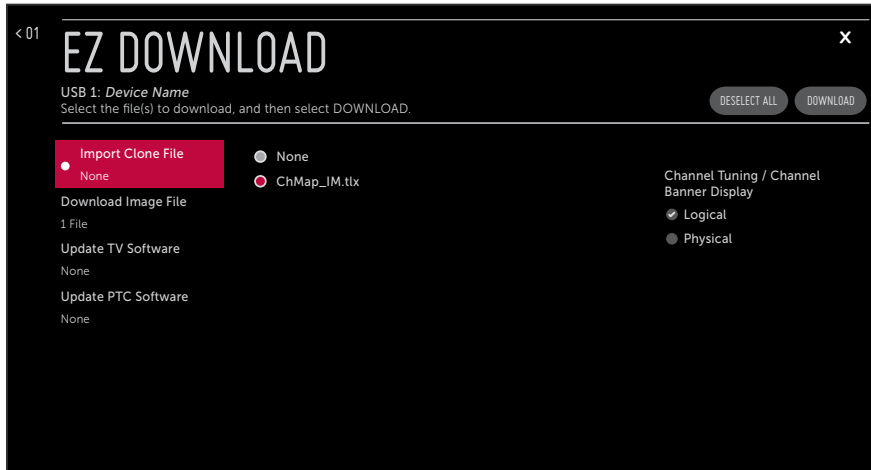 < 01
EZ DOWNLOAD
X
USB 1: Device Name
Select the file(s) to download, and then select DOWNLOAD.
DESELECT ALL
DOWNLOAD
Import Clone File
None
Download Image File
1 File
Update TV Software
None
Update PTC Software
None
None
ChMap_IM.tlx
Channel Tuning / Channel
Banner Display
Logical
Physical